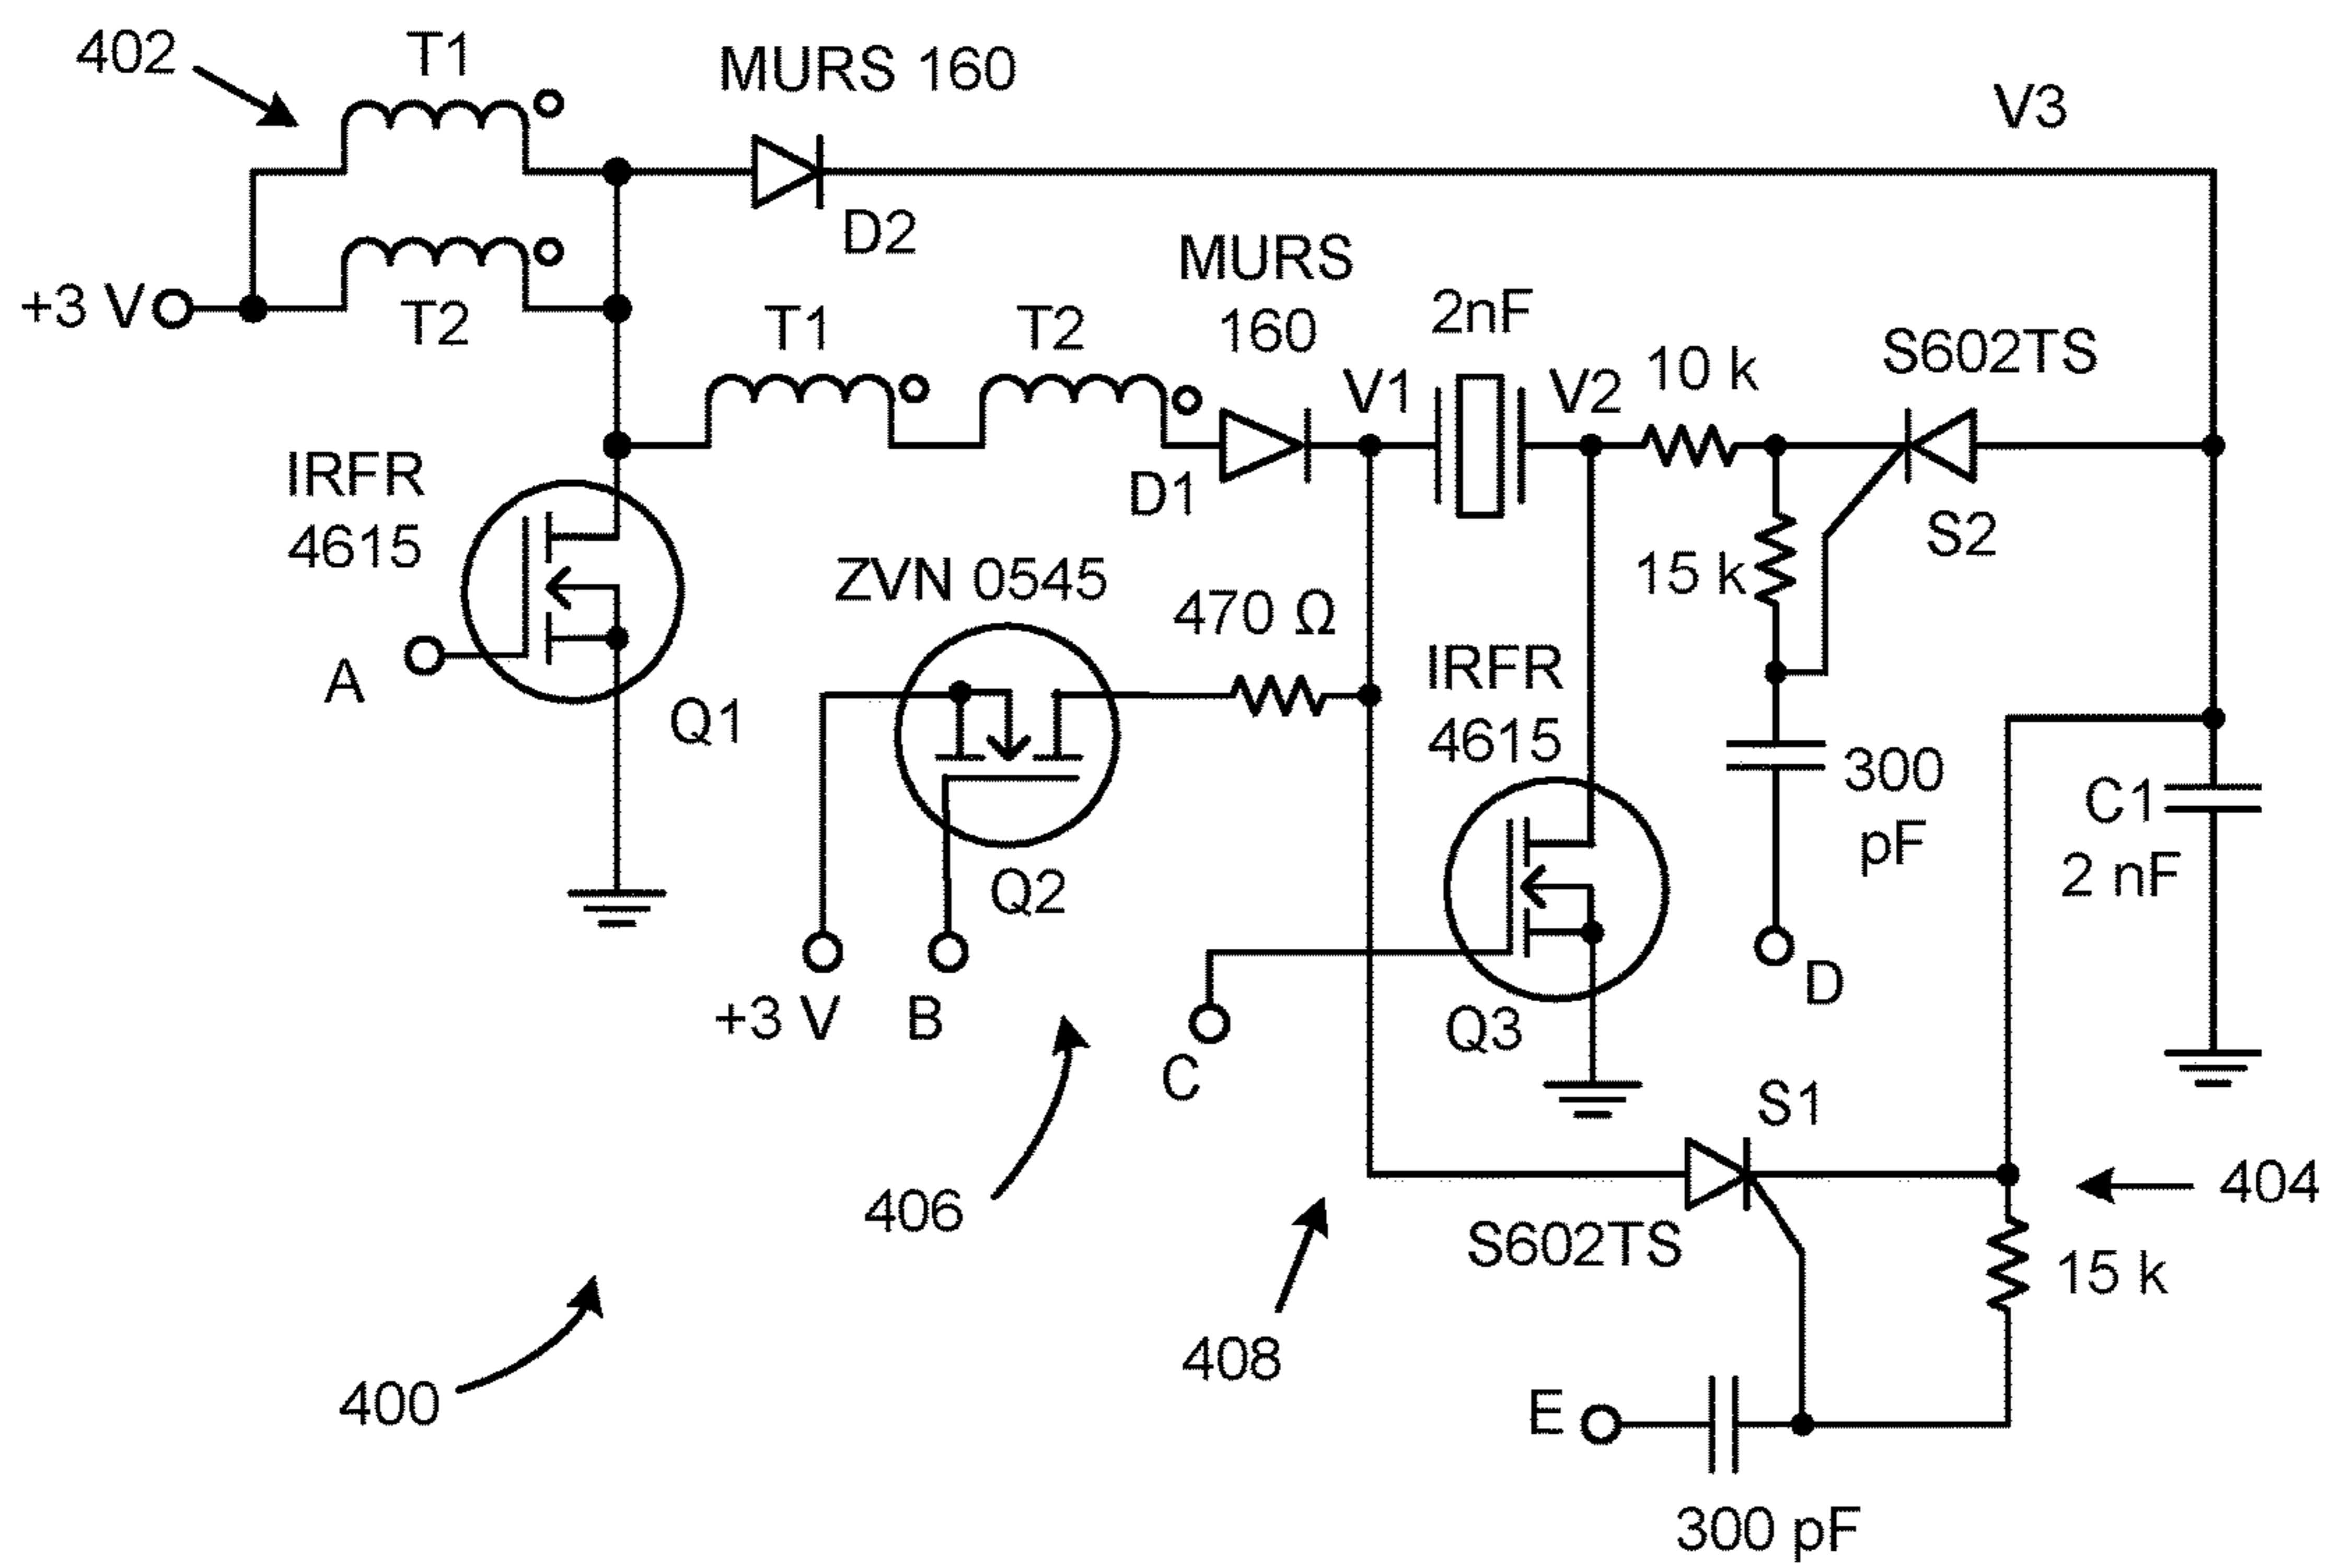 402
T1
MURS 160
V3
D2
+3 V
T2
MURS
160
T1
T2
2nF
V1
V2
10 k
S602TS
D1
S2
IRFR
4615
ZVN 0545
470 Ω
15 k
IRFR
4615
A
Q1
300
pF
C1
2 nF
Q2
D
+3 V
B
C
Q3
S1
406
404
S602TS
15 k
408
400
E
300 pF